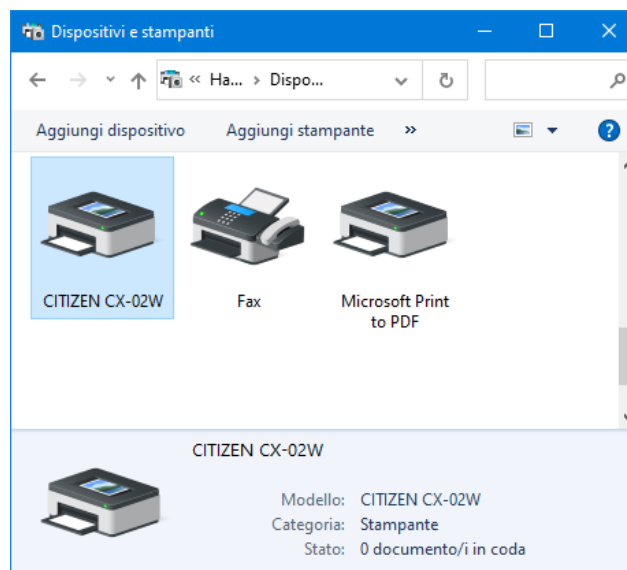 Dispositivi e stampanti
« Ha... > Dispo...
Aggiungi dispositivo Aggiungi stampante »
CITIZEN CX-02W
Fax
Microsoft Print
to PDF
CITIZEN CX-02W
Modello: CITIZEN CX-02W
Categoria: Stampante
Stato: 0 documento/i in coda